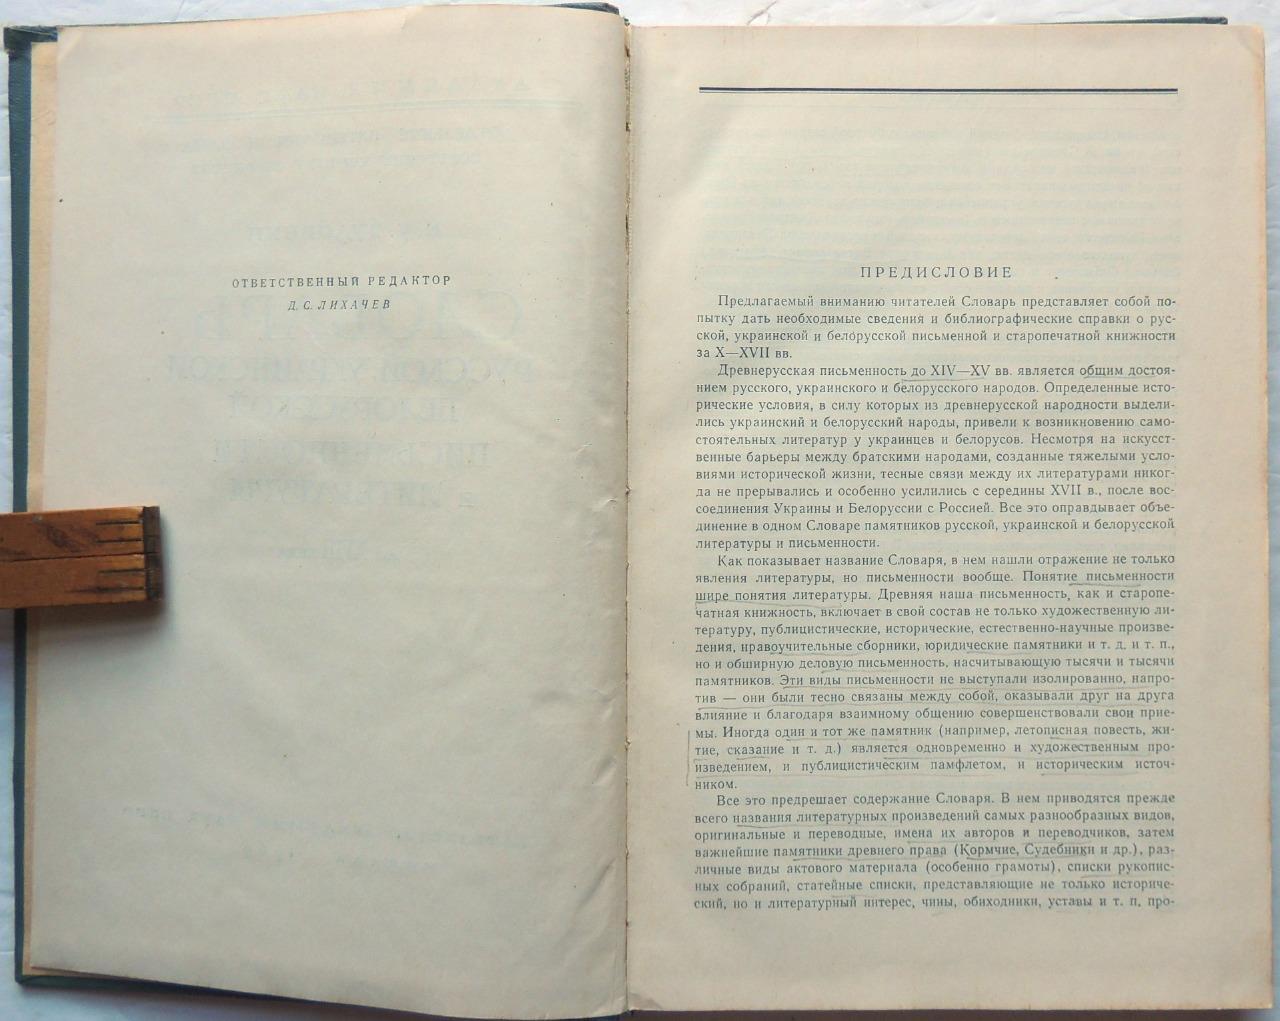 ОТВЕТСТВЕННЫЙ РЕДАКТОР
Д. С. ЛИХАЧЕВ
ПРЕДИСЛОВИЕ
Предлагаемый вниманию читателей Словарь представляет собой по-
пытку дать необходимые сведения и библиографические справки о рус-
ской, украинской и белорусской письменной и старопечатной книжности
за X—XVII вв.
Древнерусская письменность до XIV—XV вв. является общим достоя-
нием русского, украинского и белорусского народов. Определенные исто-
рические условия, в силу которых из древнерусской народности выдели-
лись украинский и белорусский народы, привели к возникновению само-
стоятельных литератур у украинцев и белорусов. Несмотря на искусст-
венные барьеры между братскими народами, созданные тяжелыми усло-
виями исторической жизни, тесные связи между их литературами никог-
да не прерывались и особенно усилились с середины XVII в., после вос-
соединения Украины и Белоруссии с Россией. Все это оправдывает объе-
динение в одном Словаре памятников русской, украинской и белорусской
литературы и письменности.
Как показывает название Словаря, в нем нашли отражение не только
явления литературы, но письменности вообще. Понятие письменности
шире понятия литературы. Древняя наша письменность, как и старопе-
чатная книжность, включает в свой состав не только художественную ли-
тературу, публицистические, исторические, естественно-научные произве-
дения, нравоучительные сборники, юридические памятники и т. д. и т. п.,
но и обширную деловую письменность, насчитывающую тысячи и тысячи
памятников. Эти виды письменности не выступали изолированно, напро-
тив — они были тесно связаны между собой, оказывали друг на друга
влияние и благодаря взаимному общению совершенствовали свои прие-
мы. Иногда один и тот же памятник (например, летописная повесть, жи-
тие, сказание и т. д.) является одновременно и художественным про-
изведением, и публицистическим памфлетом, и историческим источ-
ником.
Все это предрешает содержание Словаря. В нем приводятся прежде
всего названия литературных произведений самых разнообразных видов,
оригинальные и переводные, имена их авторов и переводчиков, затем
важнейшие памятники древнего права (Кормчие, Судебники и др.), раз-
личные виды актового материала (особенно грамоты), списки рукопис-
ных собраний, статейные списки, представляющие не только историче-
ский, но и литературный интерес, чины, обиходники, уставы и т. п. про-